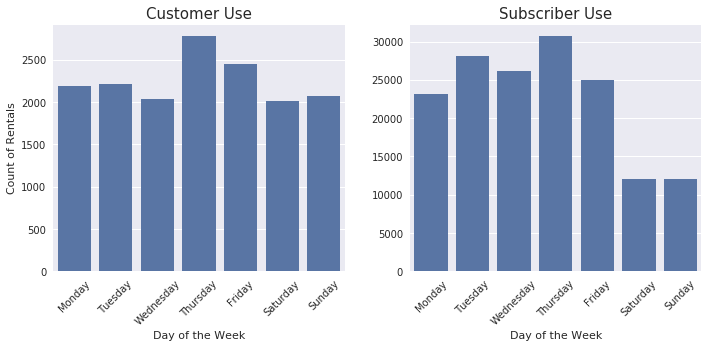 Customer Use
Count of Rentals
2500
2000
1500
1000
500
0
Monday
Tuesday
Wednesday
Thursday
Friday
Saturday
Sunday
Day of the Week
Subscriber Use
30000
25000
20000
15000
10000
5000
0
Monday
Tuesday
Wednesday
Thursday
Friday
Saturday
Sunday
Day of the Week